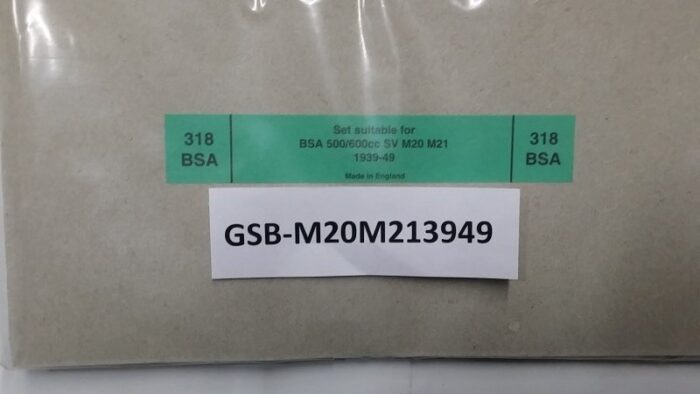 318
BSA
Set suitable for
BSA 500/600cc SV M20 M21
1939-49
Made in England
318
BSA
GSB-M20M213949